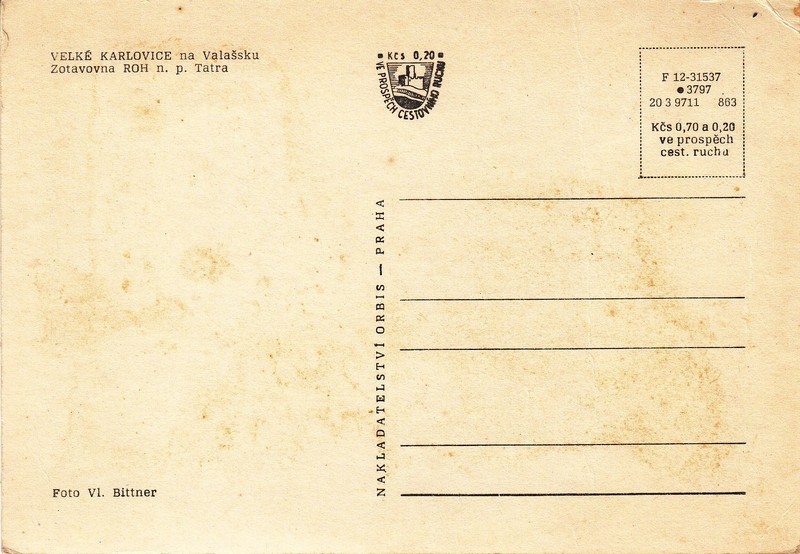 VELKÉ KARLOVICE na Valašsku
Zotavovna ROH n. p. Tatra
Kčs 0,20
VE PROSPĚCH CESTOVNÍHO RUCHU
F 12-31537
3797
20 3 9711 863
Kčs 0,70 a 0,20
ve prospěch
cest. ruchu
NAKLADATELSTVÍ ORBIS — PRAHA
Foto Vl. Bittner